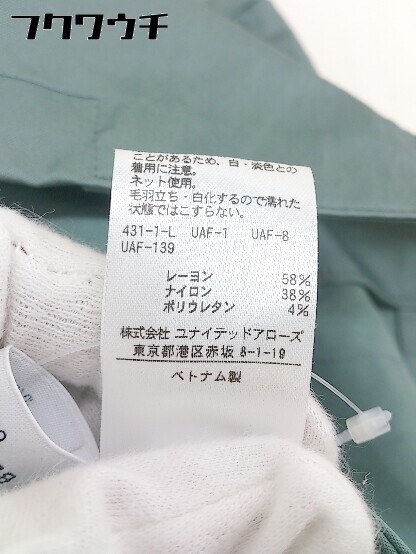 フクワウチ
ことがあるため、白・淡色との
着用に注意。
ネット使用。
毛羽立ち・白化するので濡れた
状態ではこすらない。
431-1-L UAF-1 UAF-8
UAF-139
レーヨン 58%
ナイロン 38%
ポリウレタン 4%
株式会社 ユナイテッドアローズ
東京都港区赤坂 8-1-19
ベトナム製